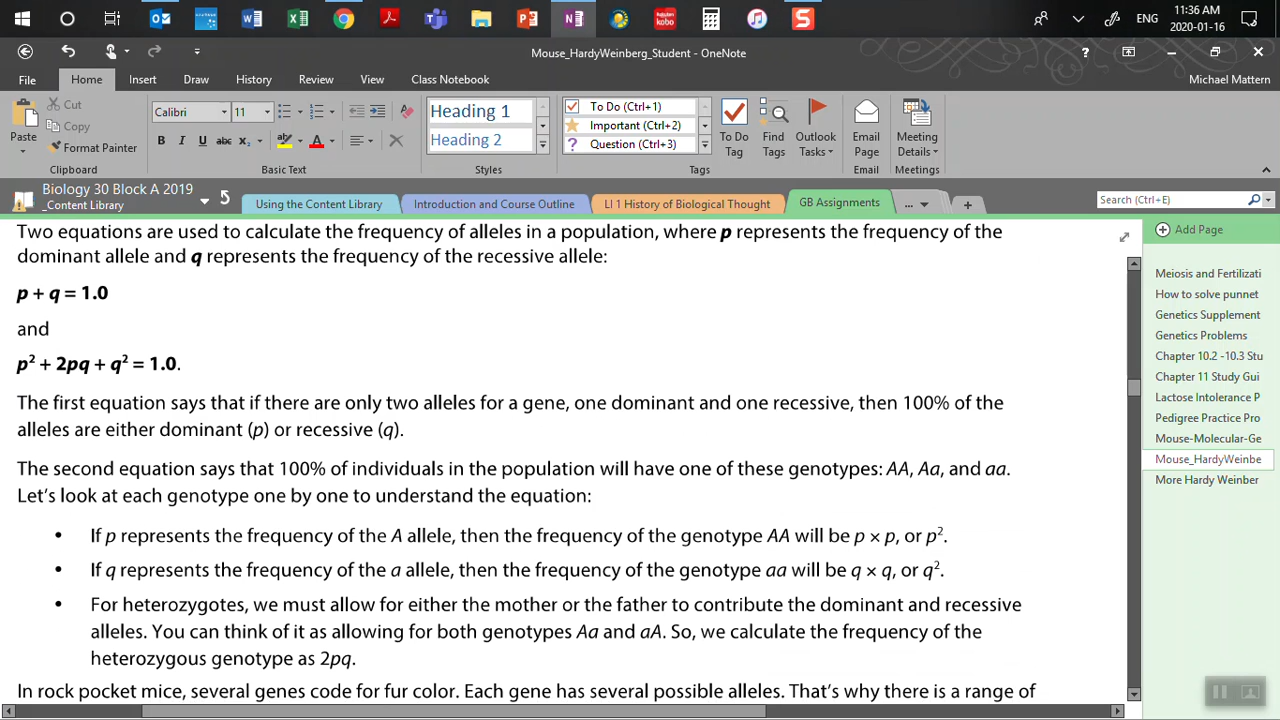 11:36 AM
ENG
2020-01-16
Mouse_HardyWeinberg_Student - OneNote
File Home Insert Draw History Review View Class Notebook Michael Mattern
Cut
Copy
Format Painter
Paste
Clipboard
Calibri 11
B I U abc x₂ A
Basic Text
Heading 1
Heading 2
Styles
To Do (Ctrl+1)
Important (Ctrl+2)
Question (Ctrl+3)
To Do Tag
Find Tags
Outlook Tasks
Tags
Email Page
Email
Meeting Details
Meetings
Biology 30 Block A 2019
_Content Library
Using the Content Library
Introduction and Course Outline
LI 1 History of Biological Thought
GB Assignments
...
Search (Ctrl+E)
Two equations are used to calculate the frequency of alleles in a population, where p represents the frequency of the
dominant allele and q represents the frequency of the recessive allele:
p + q = 1.0
and
p² + 2pq + q² = 1.0.
The first equation says that if there are only two alleles for a gene, one dominant and one recessive, then 100% of the
alleles are either dominant (p) or recessive (q).
The second equation says that 100% of individuals in the population will have one of these genotypes: AA, Aa, and aa.
Let's look at each genotype one by one to understand the equation:
• If p represents the frequency of the A allele, then the frequency of the genotype AA will be p × p, or p².
• If q represents the frequency of the a allele, then the frequency of the genotype aa will be q × q, or q².
• For heterozygotes, we must allow for either the mother or the father to contribute the dominant and recessive
alleles. You can think of it as allowing for both genotypes Aa and aA. So, we calculate the frequency of the
heterozygous genotype as 2pq.
In rock pocket mice, several genes code for fur color. Each gene has several possible alleles. That's why there is a range of
Add Page
Meiosis and Fertilizati
How to solve punnet
Genetics Supplement
Genetics Problems
Chapter 10.2 -10.3 Stu
Chapter 11 Study Gui
Lactose Intolerance P
Pedigree Practice Pro
Mouse-Molecular-Ge
Mouse_HardyWeinbe
More Hardy Weinber